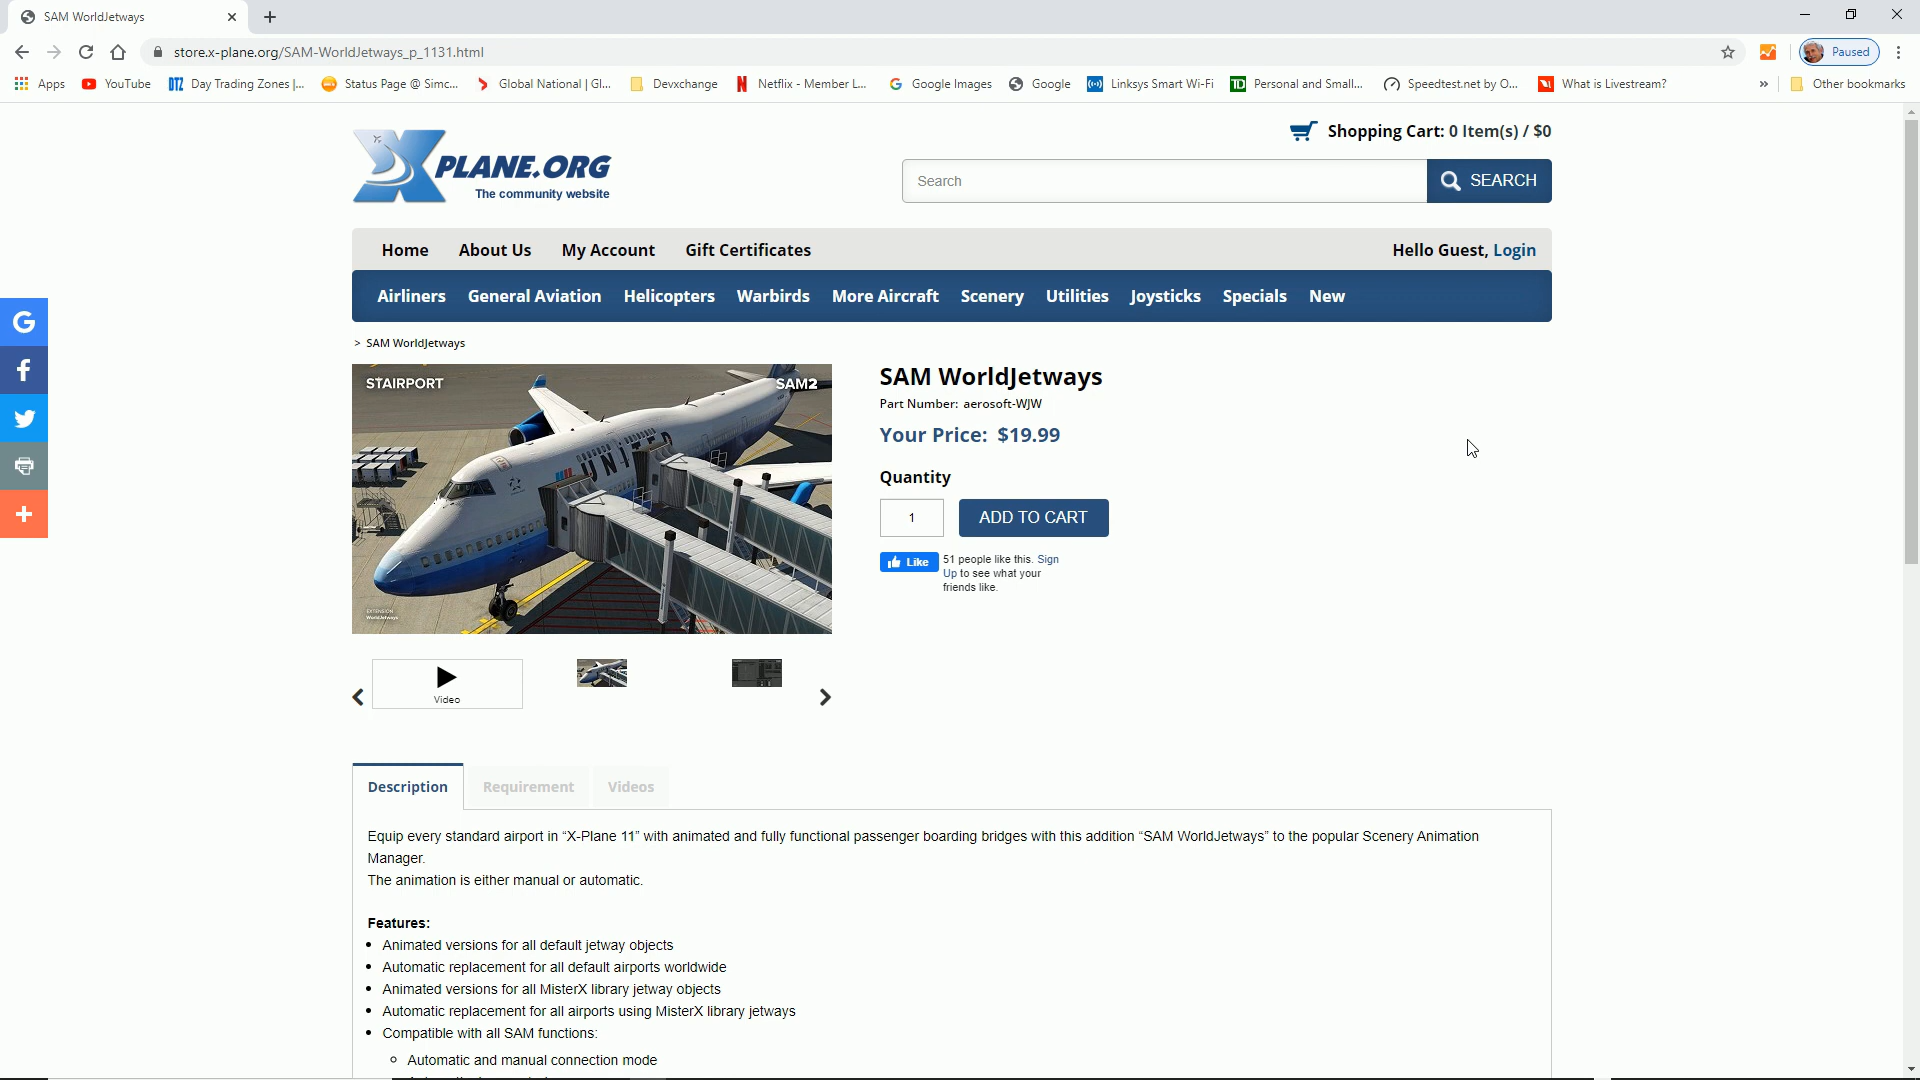 SAM WorldJetways
store.x-plane.org/SAM-WorldJetways_p_1131.html
Paused
Apps
YouTube
Day Trading Zones |...
Status Page @ Simc...
Global National | Gl...
Devxchange
Netflix - Member L...
Google Images
Google
Linksys Smart Wi-Fi
Personal and Small...
Speedtest.net by O...
What is Livestream?
»
Other bookmarks
X PLANE.ORG
The community website
Shopping Cart: 0 Item(s) / $0
Search
SEARCH
Home About Us My Account Gift Certificates
Hello Guest, Login
Airliners General Aviation Helicopters Warbirds More Aircraft Scenery Utilities Joysticks Specials New
> SAM WorldJetways
STAIRPORT
SAM2
UNITED
EXTENSION
WorldJetways
SAM WorldJetways
Part Number: aerosoft-WJW
Your Price: $19.99
Quantity
1
ADD TO CART
Like
51 people like this. Sign
Up to see what your
friends like.
Video
Description Requirement Videos
Equip every standard airport in “X-Plane 11” with animated and fully functional passenger boarding bridges with this addition “SAM WorldJetways” to the popular Scenery Animation
Manager.
The animation is either manual or automatic.
Features:
• Animated versions for all default jetway objects
• Automatic replacement for all default airports worldwide
• Animated versions for all MisterX library jetway objects
• Automatic replacement for all airports using MisterX library jetways
• Compatible with all SAM functions:
Automatic and manual connection mode